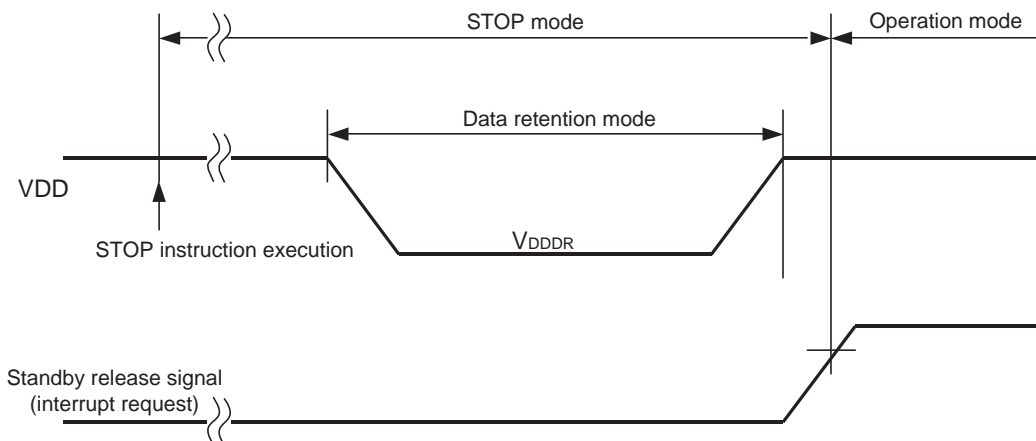 STOP mode
Operation mode
Data retention mode
VDD
VDDDR
STOP instruction execution
Standby release signal
(interrupt request)